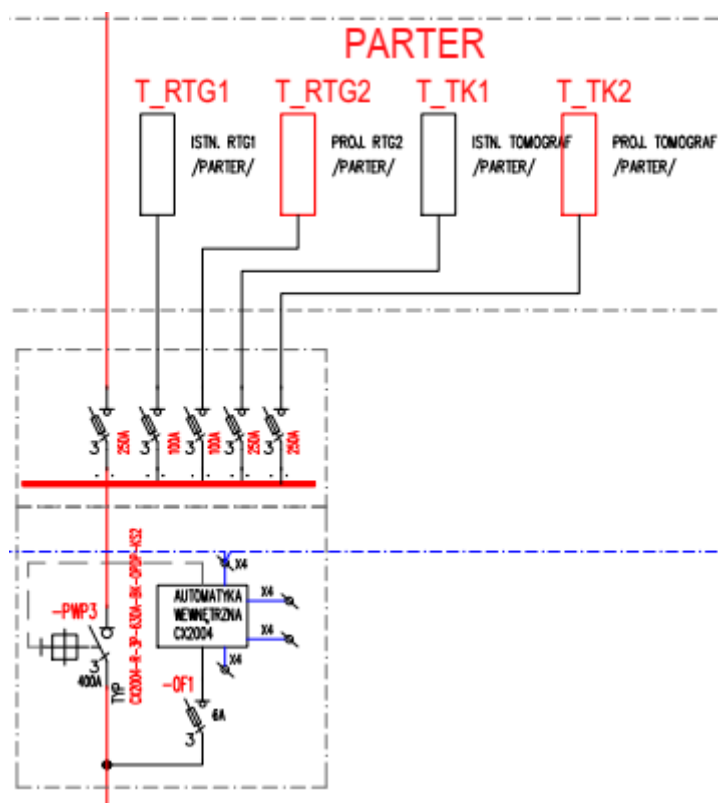 PARTER
T_RTG1
T_RTG2
T_TK1
T_TK2
ISTN. RTG1
/PARTER/
PROJ. RTG2
/PARTER/
ISTN. TOMOGRAF
/PARTER/
PROJ. TOMOGRAF
/PARTER/
3
250A
3
100A
3
100A
3
250A
3
250A
-PWP3
3
400A
TYP
CX2004-R-3P-630A-BK-OPOP-KS2
AUTOMATYKA
WEWNĘTRZNA
CX2004
X4
X4
X4
X4
-OF1
6A
3